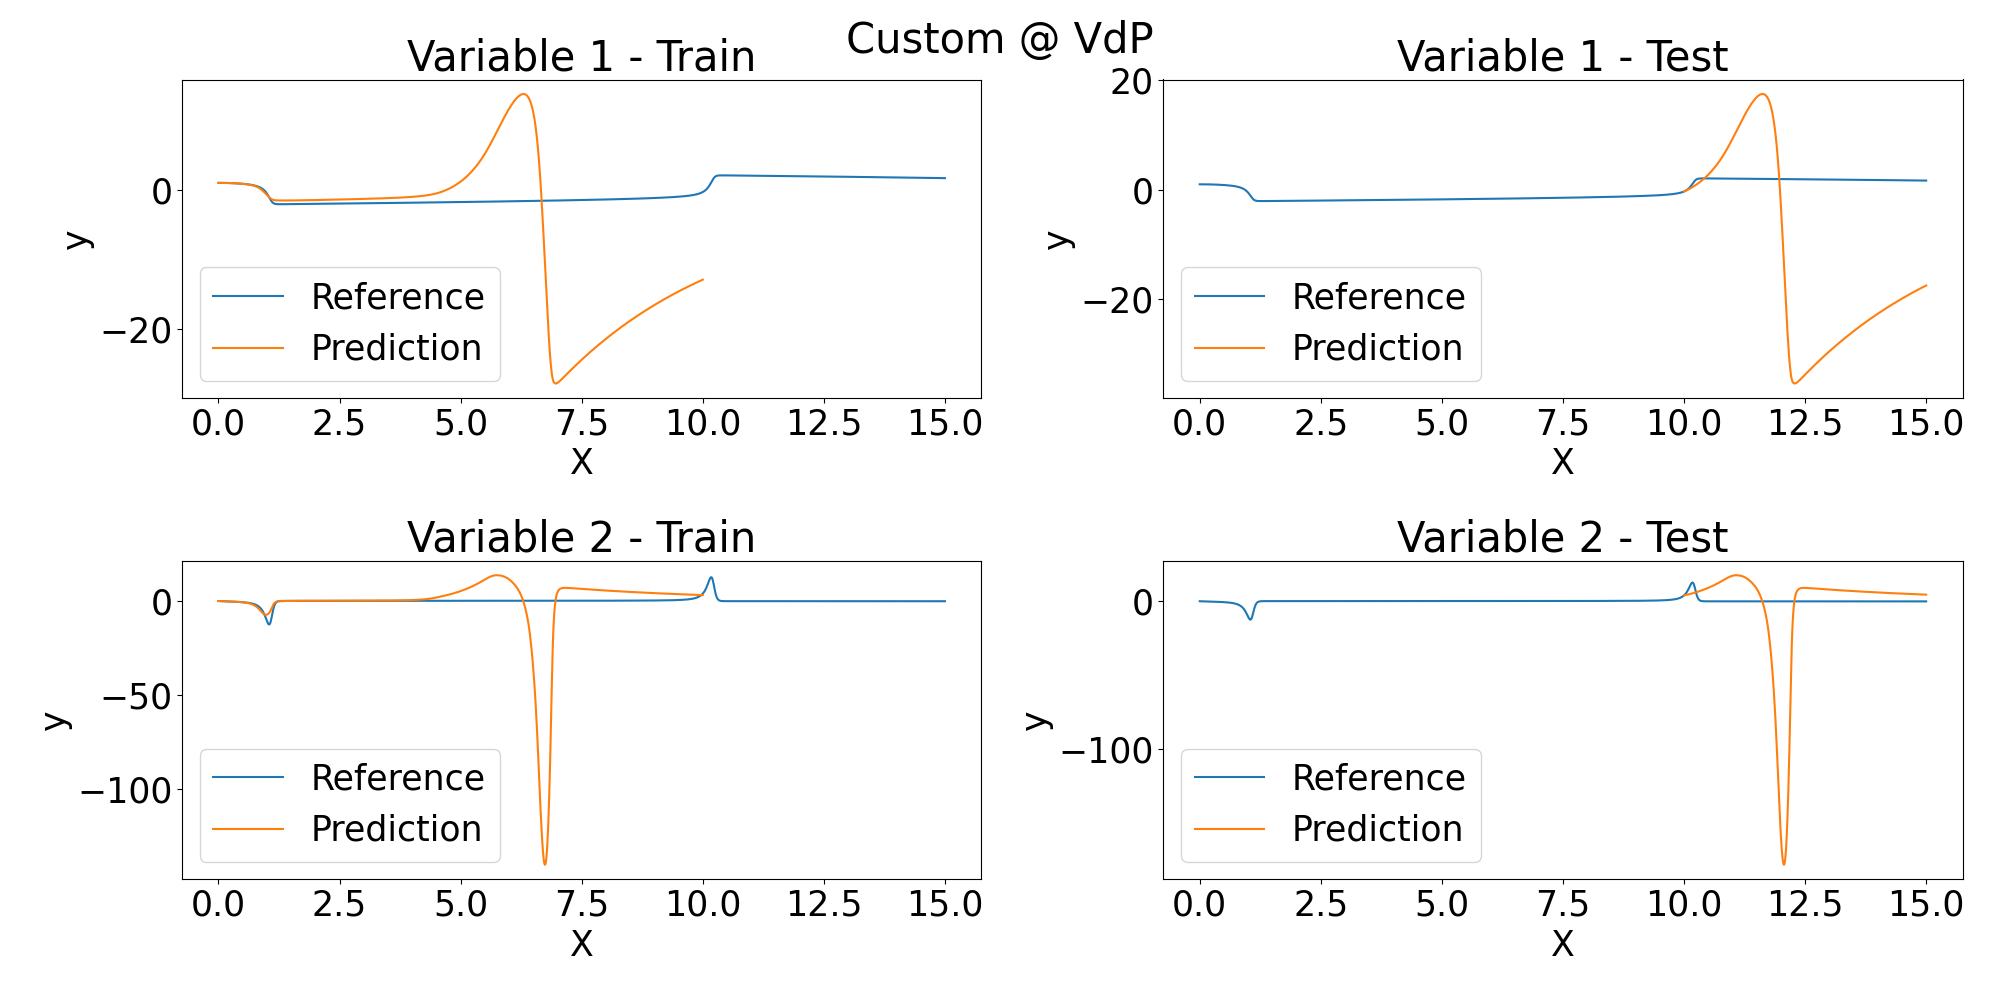 Custom @ VdP
Variable 1 - Train
0
−20
y
Reference
Prediction
0.0 2.5 5.0 7.5 10.0 12.5 15.0
X
Variable 1 - Test
20
0
−20
y
Reference
Prediction
0.0 2.5 5.0 7.5 10.0 12.5 15.0
X
Variable 2 - Train
0
−50
−100
y
Reference
Prediction
0.0 2.5 5.0 7.5 10.0 12.5 15.0
X
Variable 2 - Test
0
−100
y
Reference
Prediction
0.0 2.5 5.0 7.5 10.0 12.5 15.0
X